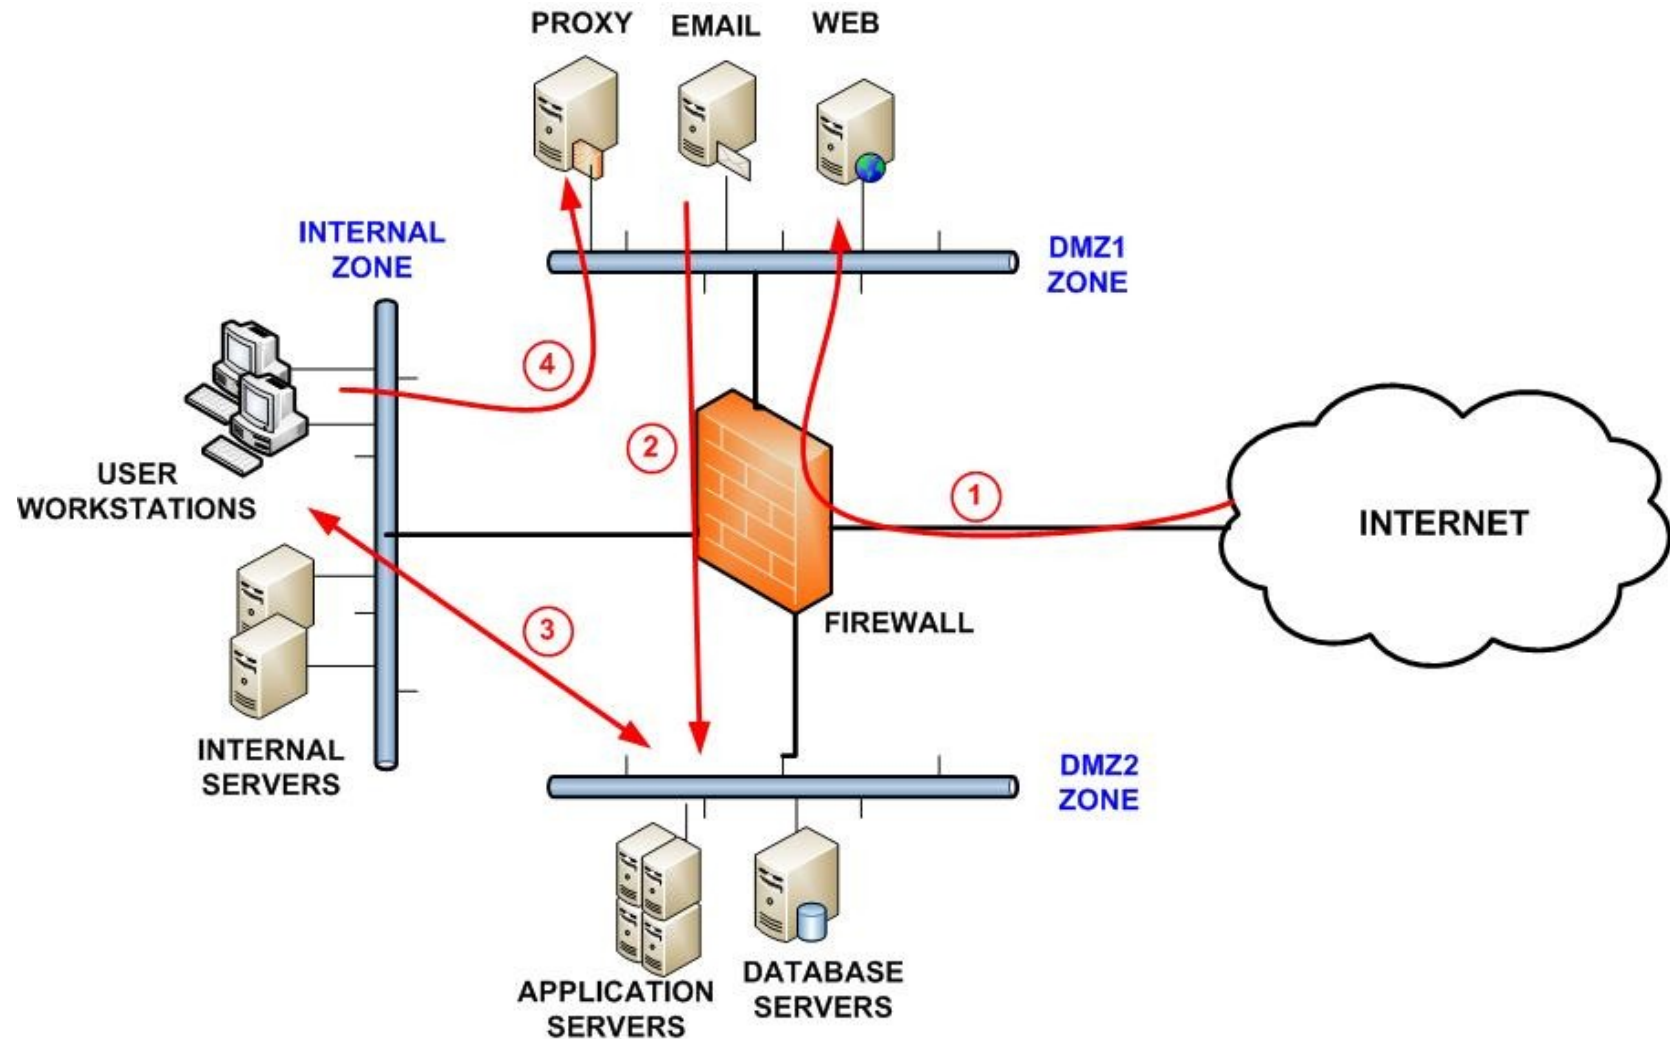 PROXY
EMAIL
WEB
INTERNAL
ZONE
DMZ1
ZONE
4
2
1
USER
WORKSTATIONS
INTERNET
3
FIREWALL
INTERNAL
SERVERS
DMZ2
ZONE
APPLICATION
SERVERS
DATABASE
SERVERS